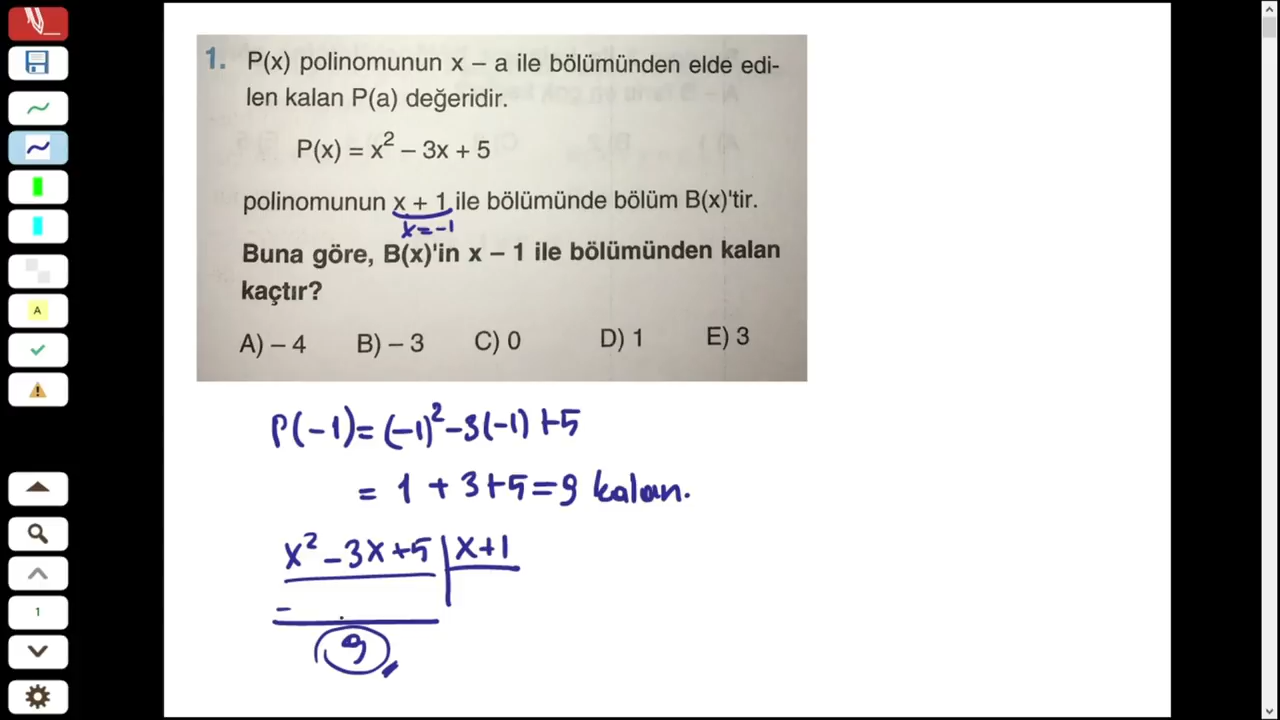 1. P(x) polinomunun x – a ile bölümünden elde edi-
len kalan P(a) değeridir.
P(x) = x² – 3x + 5
polinomunun x + 1 ile bölümünde bölüm B(x)'tir.
x = -1
Buna göre, B(x)'in x – 1 ile bölümünden kalan
kaçtır?
A) – 4 B) – 3 C) 0 D) 1 E) 3
P(-1) = (-1)² - 3(-1) + 5
= 1 + 3 + 5 = 9 kalan.
x² - 3x + 5 | x + 1
-
9
A
1